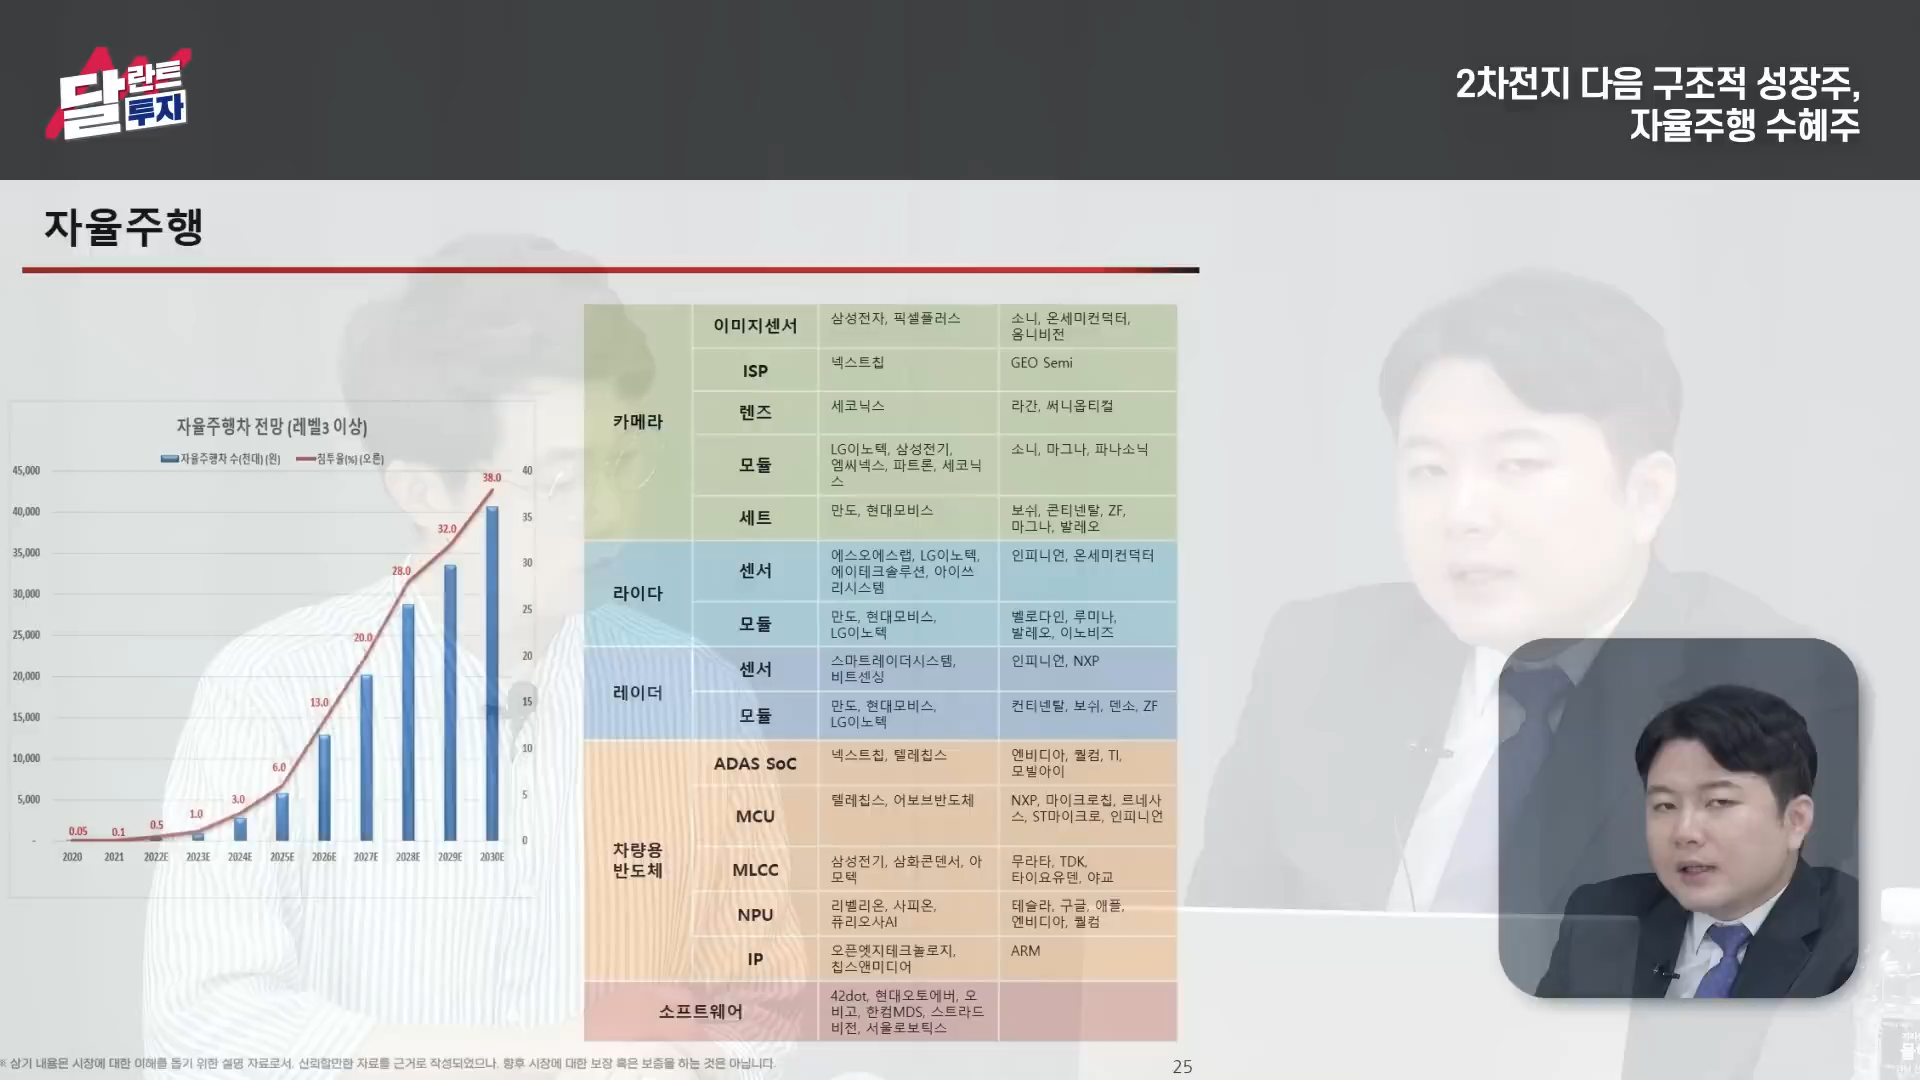 달란트
투자
2차전지 다음 구조적 성장주,
자율주행 수혜주
자율주행
자율주행차 전망 (레벨3 이상)
자율주행차 수(천대) (왼) 침투율(%) (오른)
45,000
40,000
35,000
30,000
25,000
20,000
15,000
10,000
5,000
-
40
35
30
25
20
15
10
5
0
0.05 0.1 0.5 1.0 3.0 6.0 13.0 20.0 28.0 32.0 38.0
2020 2021 2022E 2023E 2024E 2025E 2026E 2027E 2028E 2029E 2030E
카메라
이미지센서
삼성전자, 픽셀플러스
소니, 온세미컨덕터,
옴니비전
ISP
넥스트칩
GEO Semi
렌즈
세코닉스
라간, 써니옵티컬
모듈
LG이노텍, 삼성전기,
엠씨넥스, 파트론, 세코닉
스
소니, 마그나, 파나소닉
세트
만도, 현대모비스
보쉬, 콘티넨탈, ZF,
마그나, 발레오
라이다
센서
에스오에스랩, LG이노텍,
에이테크솔루션, 아이쓰
리시스템
인피니언, 온세미컨덕터
모듈
만도, 현대모비스,
LG이노텍
벨로다인, 루미나,
발레오, 이노비즈
레이더
센서
스마트레이더시스템,
비트센싱
인피니언, NXP
모듈
만도, 현대모비스,
LG이노텍
컨티넨탈, 보쉬, 덴소, ZF
차량용
반도체
ADAS SoC
넥스트칩, 텔레칩스
엔비디아, 퀄컴, TI,
모빌아이
MCU
텔레칩스, 어보브반도체
NXP, 마이크로칩, 르네사
스, ST마이크로, 인피니언
MLCC
삼성전기, 삼화콘덴서, 아
모텍
무라타, TDK,
타이요유덴, 야교
NPU
리벨리온, 사피온,
퓨리오사AI
테슬라, 구글, 애플,
엔비디아, 퀄컴
IP
오픈엣지테크놀로지,
칩스앤미디어
ARM
소프트웨어
42dot, 현대오토에버, 오
비고, 한컴MDS, 스트라드
비젼, 서울로보틱스
※ 상기 내용은 시장에 대한 이해를 돕기 위한 설명 자료로서, 신뢰할만한 자료를 근거로 작성되었으나, 향후 시장에 대한 보장 혹은 보증을 하는 것은 아닙니다.
25